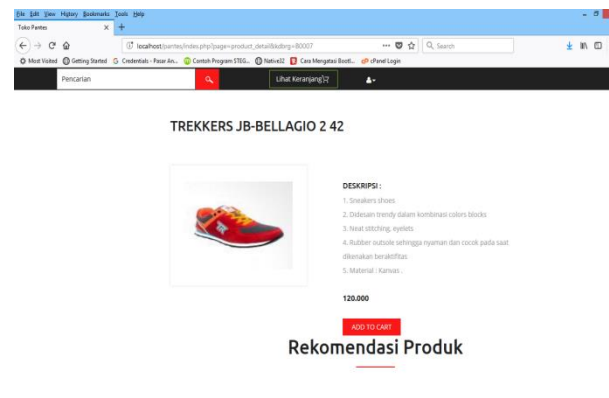 File Edit View History Bookmarks Tools Help
Toko Pantes
localhost/pantes/index.php?page=product_detail&kdbrg=B0007
Search
Most Visited Getting Started Credentials - Pasar An... Contoh Program STEG... Native32 Cara Mengatasi Bootl... cPanel Login
Pencarian
Lihat Keranjang
TREKKERS JB-BELLAGIO 2 42
DESKRIPSI :
1. Sneakers shoes
2. Didesain trendy dalam kombinasi colors blocks
3. Neat stitching, eyelets
4. Rubber outsole sehingga nyaman dan cocok pada saat
dikenakan beraktifitas
5. Material : Kanvas .
120.000
ADD TO CART
Rekomendasi Produk